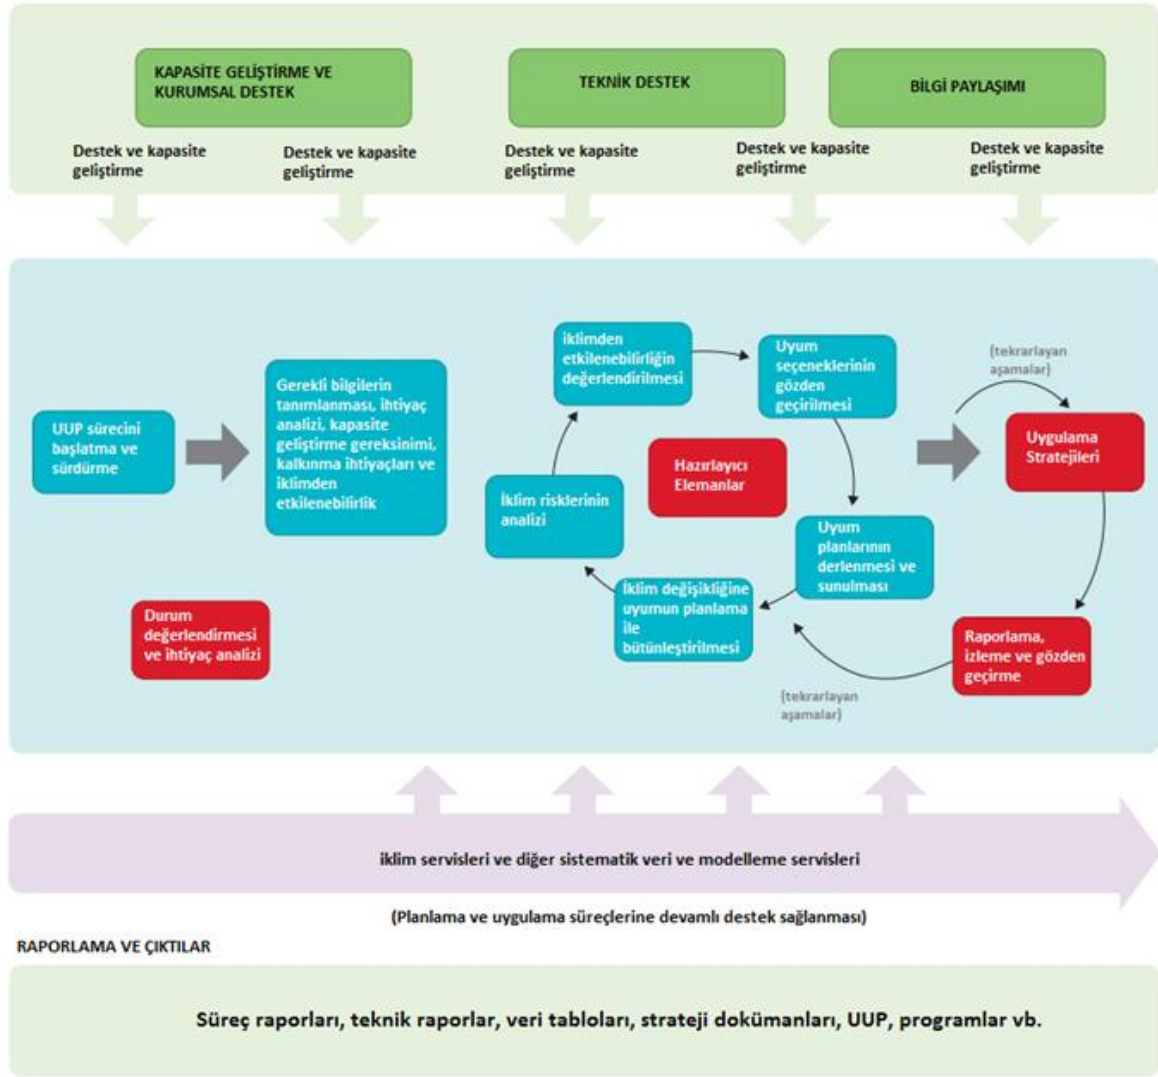 KAPASİTE GELİŞTİRME VE
KURUMSAL DESTEK
TEKNİK DESTEK
BİLGİ PAYLAŞIMI
Destek ve kapasite
geliştirme
Destek ve kapasite
geliştirme
Destek ve kapasite
geliştirme
Destek ve kapasite
geliştirme
Destek ve kapasite
geliştirme
UUP sürecini
başlatma ve
sürdürme
Gerekli bilgilerin
tanımlanması, ihtiyaç
analizi, kapasite
geliştirme gereksinimi,
kalkınma ihtiyaçları ve
iklimden
etkilenebilirlik
Durum
değerlendirmesi
ve ihtiyaç analizi
iklimden
etkilenebilirliğin
değerlendirilmesi
Uyum
seçeneklerinin
gözden
geçirilmesi
Hazırlayıcı
Elemanlar
İklim risklerinin
analizi
Uyum
planlarının
derlenmesi ve
sunulması
İklim değişikliğine
uyumun planlama
ile
bütünleştirilmesi
(tekrarlayan
aşamalar)
Uygulama
Stratejileri
Raporlama,
izleme ve gözden
geçirme
(tekrarlayan
aşamalar)
iklim servisleri ve diğer sistematik veri ve modelleme servisleri
(Planlama ve uygulama süreçlerine devamlı destek sağlanması)
RAPORLAMA VE ÇIKTILAR
Süreç raporları, teknik raporlar, veri tabloları, strateji dokümanları, UUP, programlar vb.